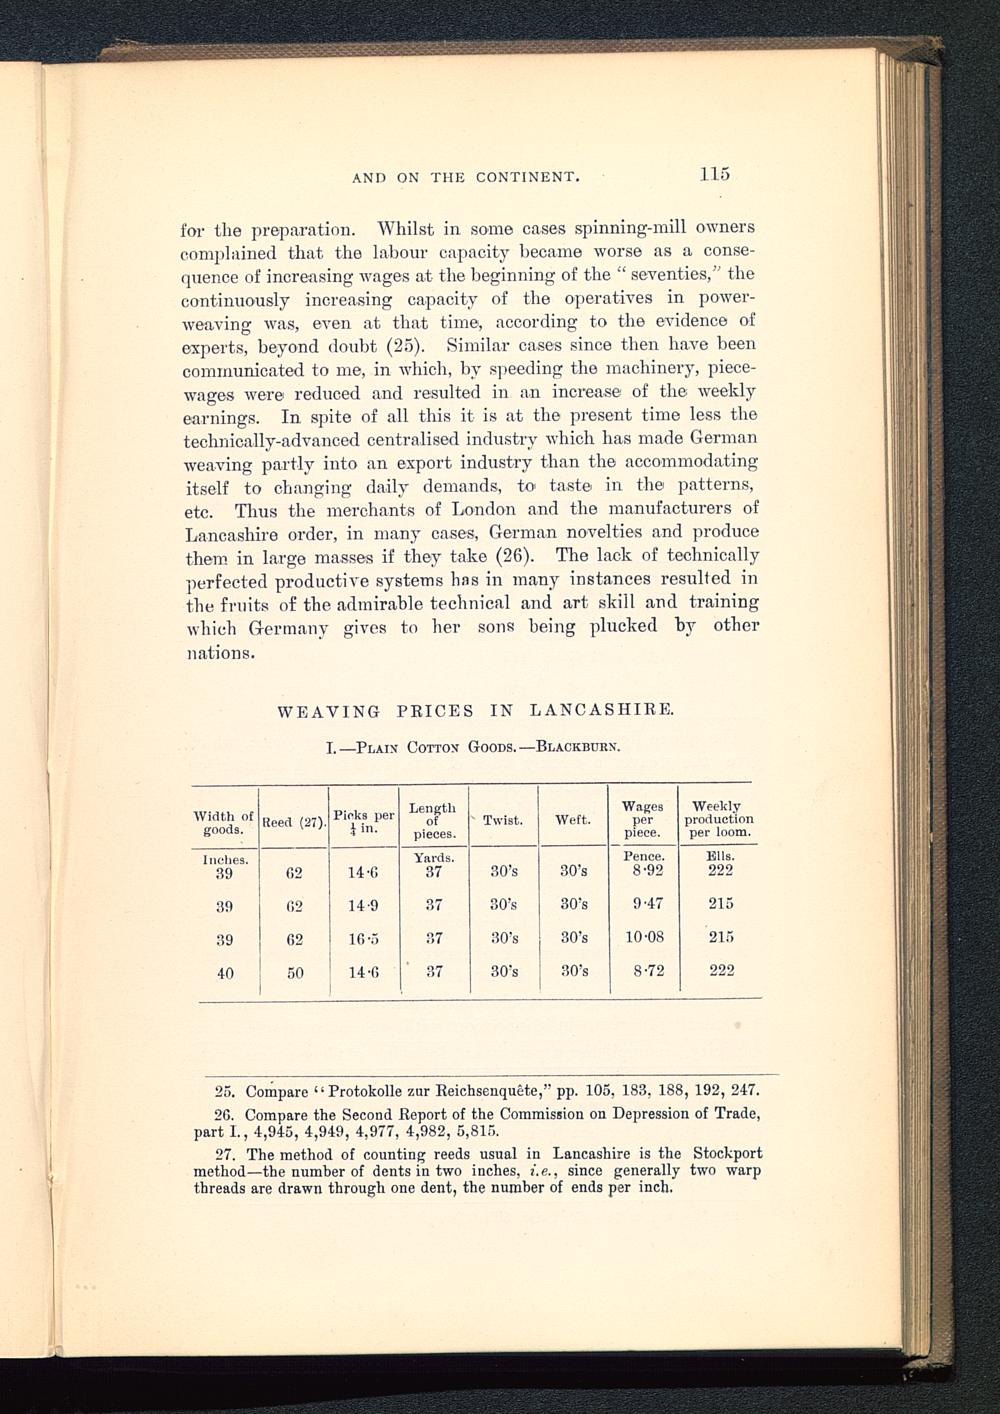 AND ON THE CONTINENT. 115
for the preparation. Whilst in some cases spinning-mill owners
complained that the labour capacity became worse as a conse-
quence of increasing wages at the beginning of the “ seventies,” the
continuously increasing capacity of the operatives in power-
weaving was, even at that time, according to the evidence of
experts, beyond doubt (25). Similar cases since then have been
communicated to me, in which, by speeding the machinery, piece-
wages were reduced and resulted in an increase of the weekly
earnings. In spite of all this it is at the present time less the
technically-advanced centralised industry which has made German
weaving partly into an export industry than the accommodating
itself to changing daily demands, to taste in the patterns,
etc. Thus the merchants of London and the manufacturers of
Lancashire order, in many cases, German novelties and produce
them in large masses if they take (26). The lack of technically
perfected productive systems has in many instances resulted in
the fruits of the admirable technical and art skill and training
which Germany gives to her sons being plucked by other
nations.
WEAVING PRICES IN LANCASHIRE.
I.—PLAIN COTTON GOODS.—BLACKBURN.
Width of goods. Reed (27). Picks per ¼ in. Length of pieces. Twist. Weft. Wages per piece. Weekly production per loom.
Inches. Yards. Pence. Ells.
39 62 14·6 37 30's 30's 8·92 222
39 62 14·9 37 30's 30's 9·47 215
39 62 16·5 37 30's 30's 10·08 215
40 50 14·6 37 30's 30's 8·72 222
25. Compare “Protokolle zur Reichsenquête,” pp. 105, 183, 188, 192, 247.
26. Compare the Second Report of the Commission on Depression of Trade,
part I., 4,945, 4,949, 4,977, 4,982, 5,815.
27. The method of counting reeds usual in Lancashire is the Stockport
method—the number of dents in two inches, i.e., since generally two warp
threads are drawn through one dent, the number of ends per inch.